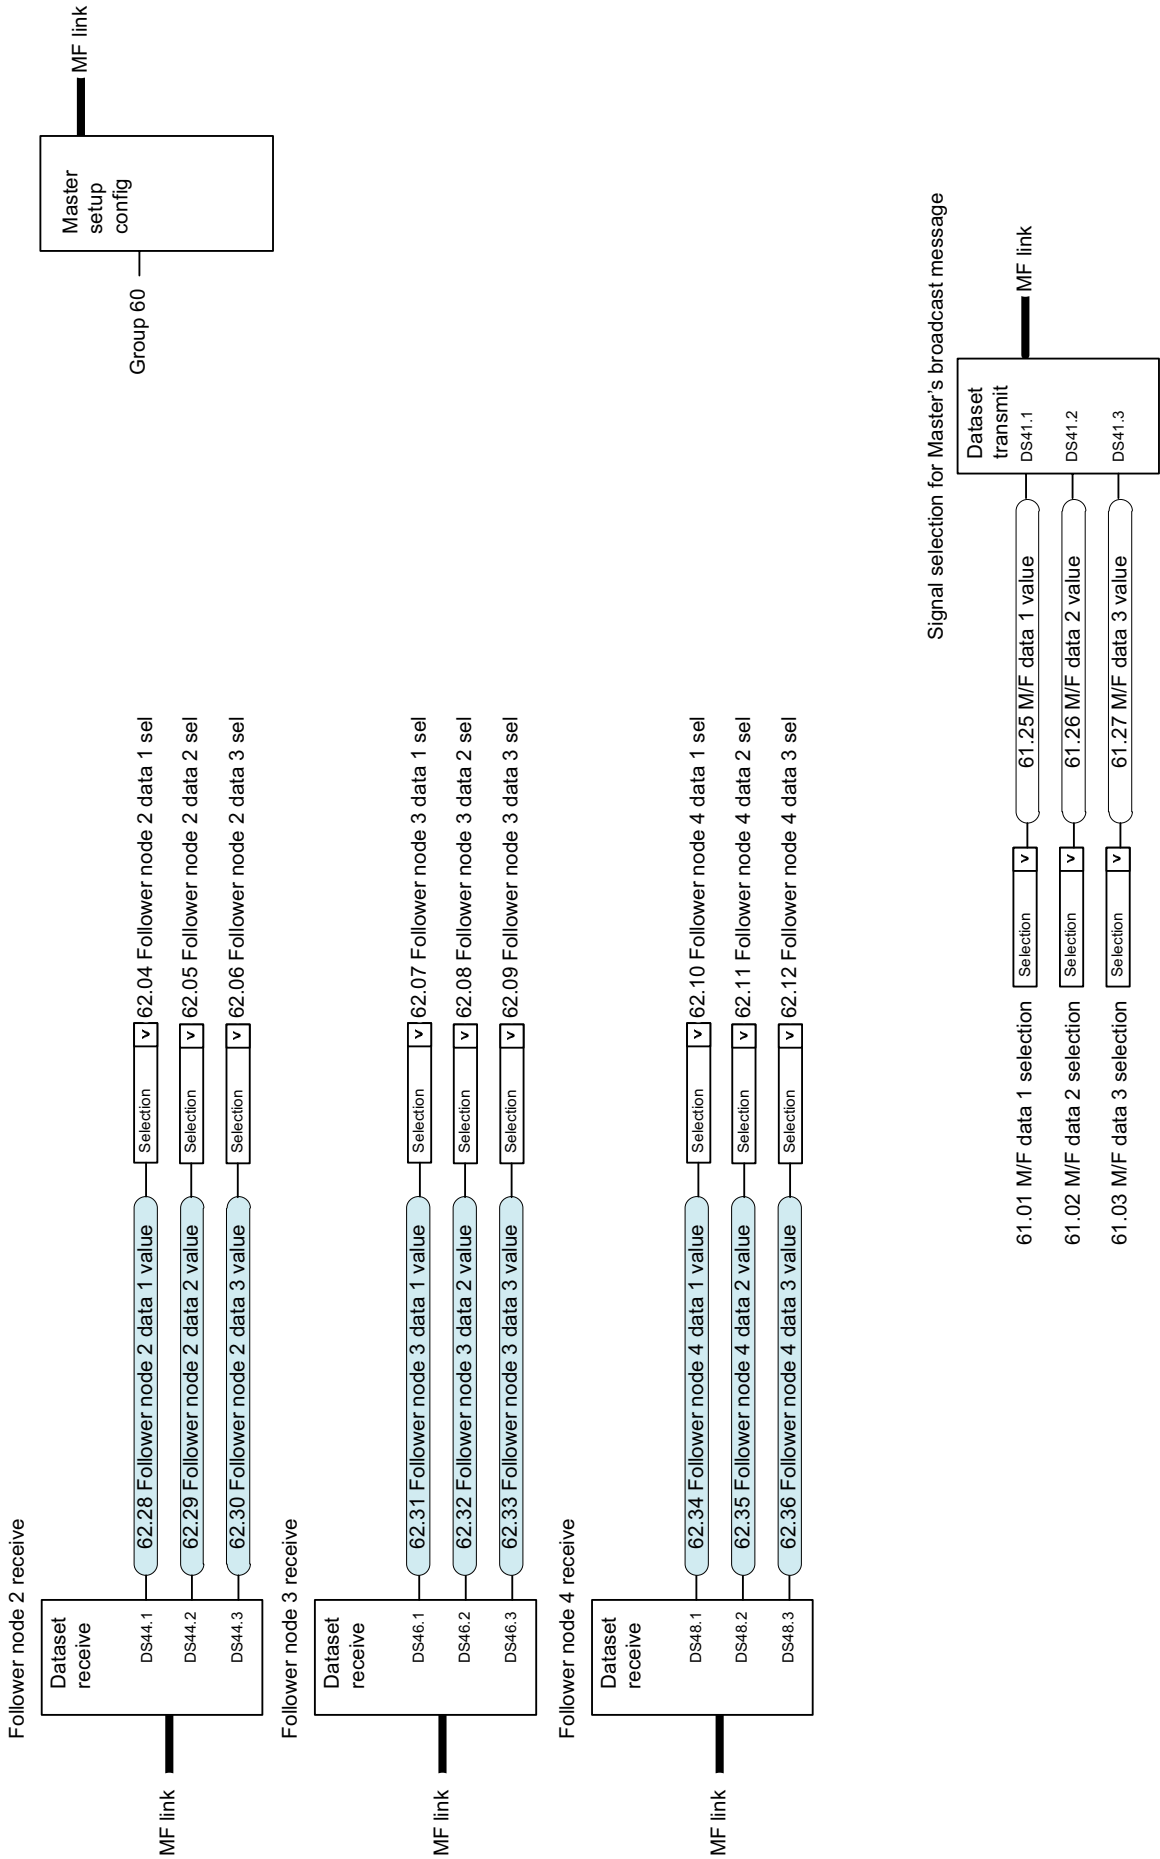 Follower node 2 receive
Dataset
receive
MF link
DS44.1
62.28 Follower node 2 data 1 value
Selection
v
62.04 Follower node 2 data 1 sel
DS44.2
62.29 Follower node 2 data 2 value
Selection
v
62.05 Follower node 2 data 2 sel
DS44.3
62.30 Follower node 2 data 3 value
Selection
v
62.06 Follower node 2 data 3 sel
Group 60
Master
setup
config
MF link
Follower node 3 receive
Dataset
receive
MF link
DS46.1
62.31 Follower node 3 data 1 value
Selection
v
62.07 Follower node 3 data 1 sel
DS46.2
62.32 Follower node 3 data 2 value
Selection
v
62.08 Follower node 3 data 2 sel
DS46.3
62.33 Follower node 3 data 3 value
Selection
v
62.09 Follower node 3 data 3 sel
Follower node 4 receive
Dataset
receive
MF link
DS48.1
62.34 Follower node 4 data 1 value
Selection
v
62.10 Follower node 4 data 1 sel
DS48.2
62.35 Follower node 4 data 2 value
Selection
v
62.11 Follower node 4 data 2 sel
DS48.3
62.36 Follower node 4 data 3 value
Selection
v
62.12 Follower node 4 data 3 sel
Signal selection for Master's broadcast message
Dataset
transmit
61.01 M/F data 1 selection
Selection
v
61.25 M/F data 1 value
DS41.1
MF link
61.02 M/F data 2 selection
Selection
v
61.26 M/F data 2 value
DS41.2
61.03 M/F data 3 selection
Selection
v
61.27 M/F data 3 value
DS41.3